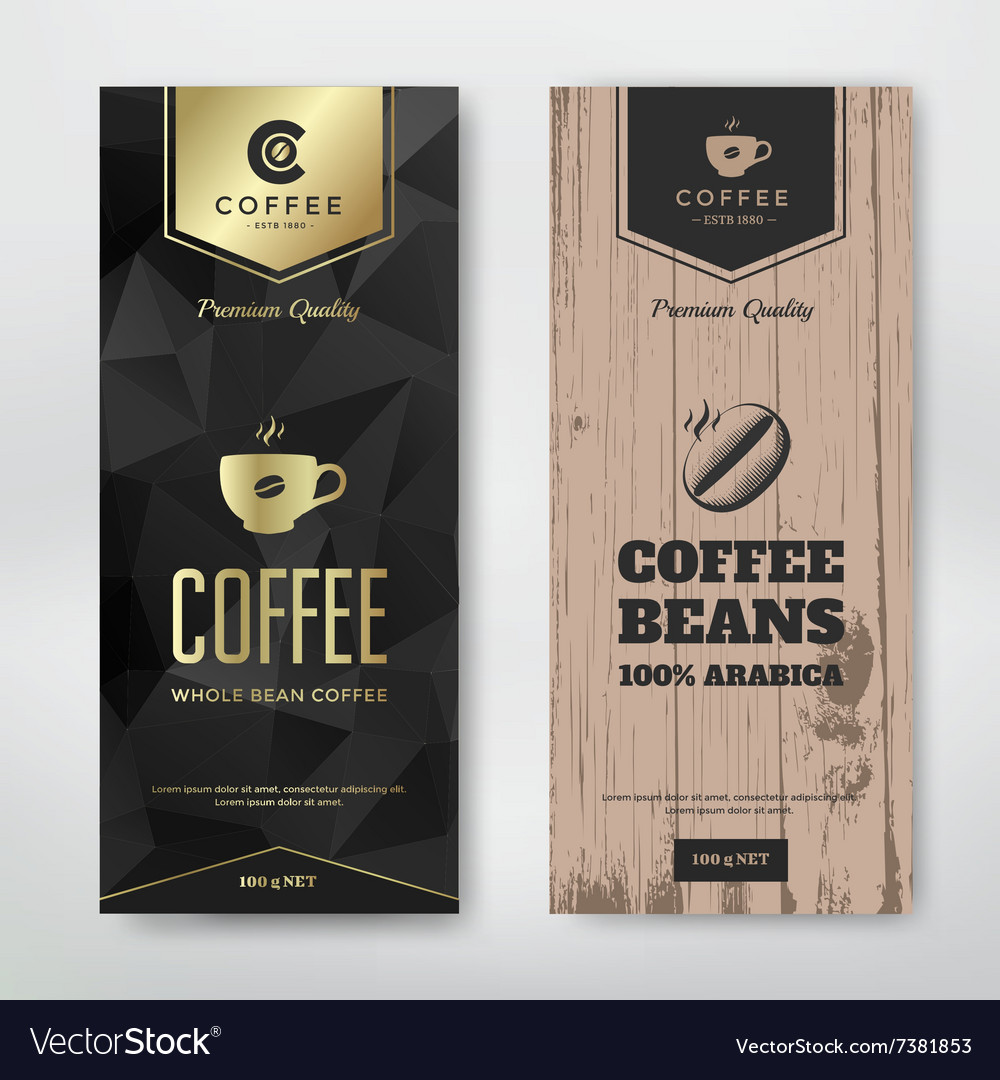 COFFEE
- ESTB 1880 -
Premium Quality
COFFEE
WHOLE BEAN COFFEE
Lorem ipsum dolor sit amet, consectetur adipiscing elit.
Lorem ipsum dolor sit amet.
100 g NET
COFFEE
— ESTB 1880 —
Premium Quality
COFFEE
BEANS
100% ARABICA
Lorem ipsum dolor sit amet, consectetur adipiscing elit.
Lorem ipsum dolor sit amet.
100 g NET
VectorStock®
VectorStock.com/7381853